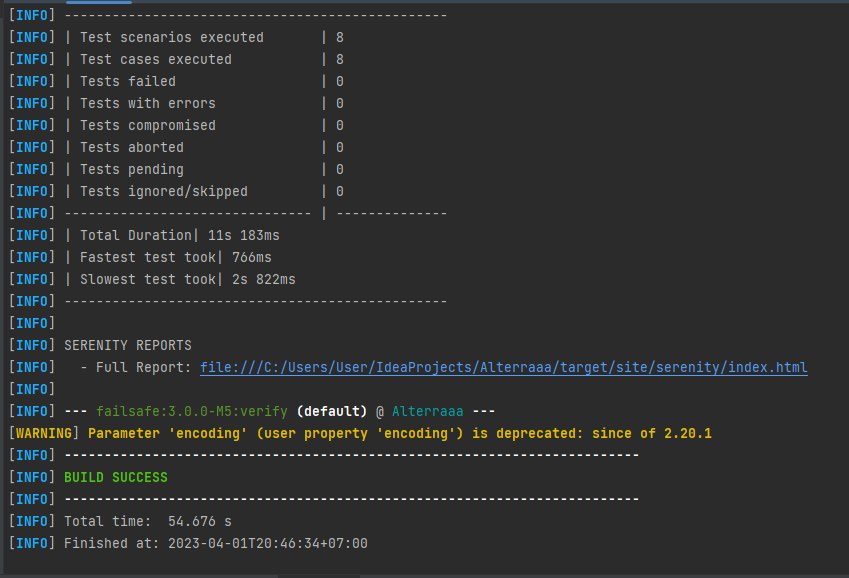 [INFO] ------------------------------------------------
[INFO] | Test scenarios executed       | 8
[INFO] | Test cases executed           | 8
[INFO] | Tests failed                  | 0
[INFO] | Tests with errors             | 0
[INFO] | Tests compromised             | 0
[INFO] | Tests aborted                 | 0
[INFO] | Tests pending                 | 0
[INFO] | Tests ignored/skipped         | 0
[INFO] ------------------------------- | --------------
[INFO] | Total Duration| 11s 183ms
[INFO] | Fastest test took| 766ms
[INFO] | Slowest test took| 2s 822ms
[INFO] ------------------------------------------------
[INFO]
[INFO] SERENITY REPORTS
[INFO]   - Full Report: file:///C:/Users/User/IdeaProjects/Alterraaa/target/site/serenity/index.html
[INFO]
[INFO] --- failsafe:3.0.0-M5:verify (default) @ Alterraaa ---
[WARNING] Parameter 'encoding' (user property 'encoding') is deprecated: since of 2.20.1
[INFO] ------------------------------------------------------------------------
[INFO] BUILD SUCCESS
[INFO] ------------------------------------------------------------------------
[INFO] Total time:  54.676 s
[INFO] Finished at: 2023-04-01T20:46:34+07:00